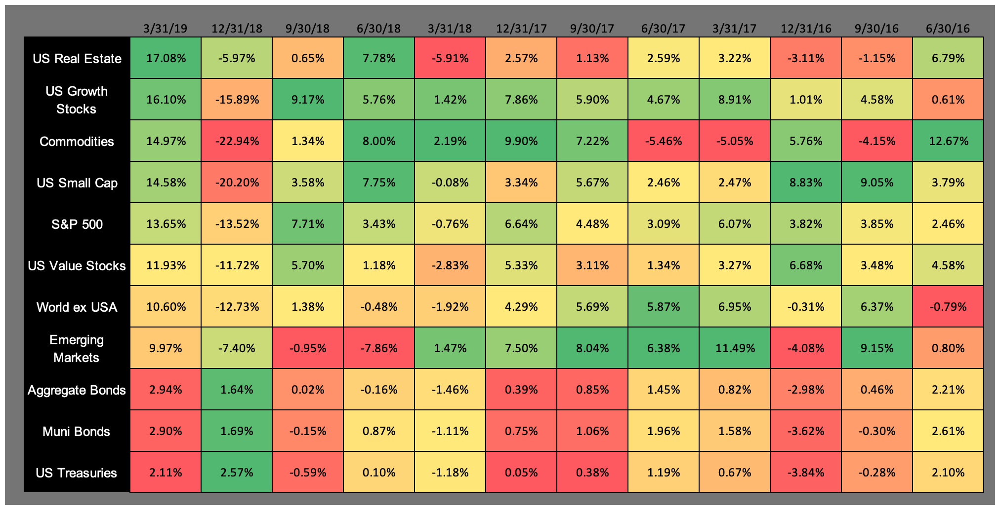 3/31/19 12/31/18 9/30/18 6/30/18 3/31/18 12/31/17 9/30/17 6/30/17 3/31/17 12/31/16 9/30/16 6/30/16
US Real Estate 17.08% -5.97% 0.65% 7.78% -5.91% 2.57% 1.13% 2.59% 3.22% -3.11% -1.15% 6.79%
US Growth
Stocks 16.10% -15.89% 9.17% 5.76% 1.42% 7.86% 5.90% 4.67% 8.91% 1.01% 4.58% 0.61%
Commodities 14.97% -22.94% 1.34% 8.00% 2.19% 9.90% 7.22% -5.46% -5.05% 5.76% -4.15% 12.67%
US Small Cap 14.58% -20.20% 3.58% 7.75% -0.08% 3.34% 5.67% 2.46% 2.47% 8.83% 9.05% 3.79%
S&P 500 13.65% -13.52% 7.71% 3.43% -0.76% 6.64% 4.48% 3.09% 6.07% 3.82% 3.85% 2.46%
US Value Stocks 11.93% -11.72% 5.70% 1.18% -2.83% 5.33% 3.11% 1.34% 3.27% 6.68% 3.48% 4.58%
World ex USA 10.60% -12.73% 1.38% -0.48% -1.92% 4.29% 5.69% 5.87% 6.95% -0.31% 6.37% -0.79%
Emerging
Markets 9.97% -7.40% -0.95% -7.86% 1.47% 7.50% 8.04% 6.38% 11.49% -4.08% 9.15% 0.80%
Aggregate Bonds 2.94% 1.64% 0.02% -0.16% -1.46% 0.39% 0.85% 1.45% 0.82% -2.98% 0.46% 2.21%
Muni Bonds 2.90% 1.69% -0.15% 0.87% -1.11% 0.75% 1.06% 1.96% 1.58% -3.62% -0.30% 2.61%
US Treasuries 2.11% 2.57% -0.59% 0.10% -1.18% 0.05% 0.38% 1.19% 0.67% -3.84% -0.28% 2.10%